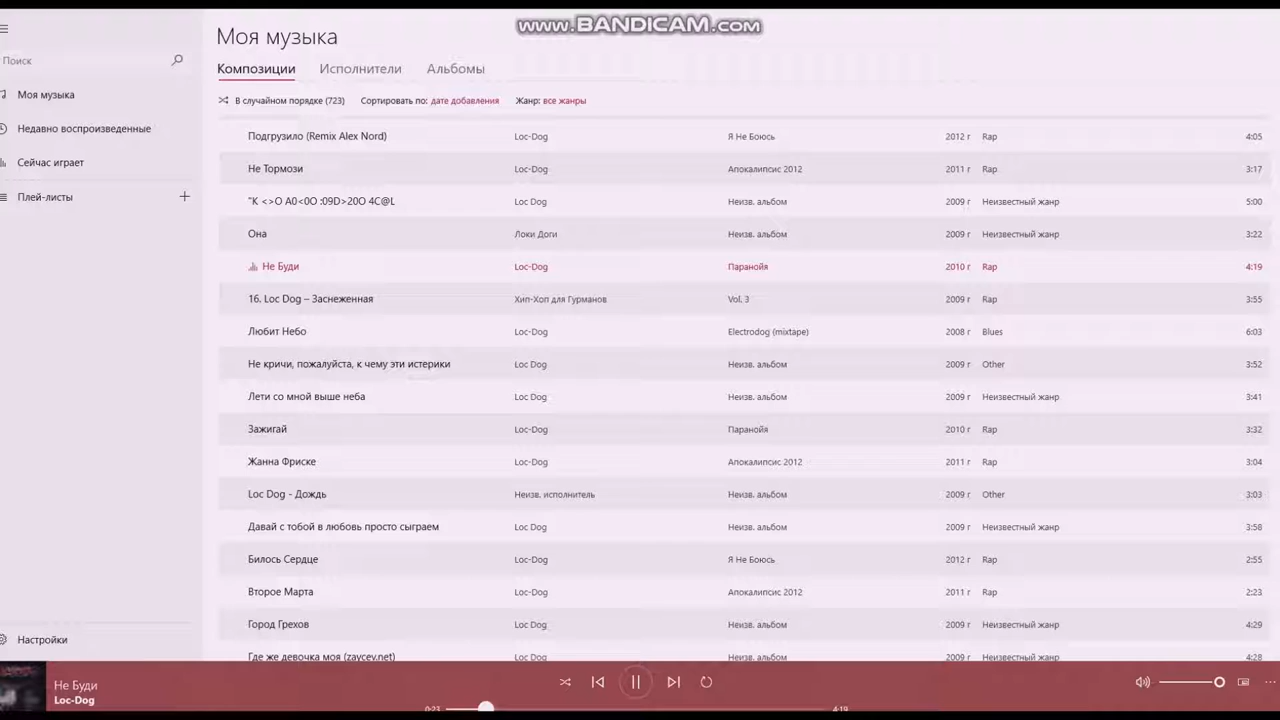 www.BANDICAM.com
Моя музыка
Поиск
Композиции Исполнители Альбомы
Моя музыка
В случайном порядке (723) Сортировать по: дате добавления Жанр: все жанры
Недавно воспроизведенные
Сейчас играет
Плей-листы
Подгрузило (Remix Alex Nord) Loc-Dog Я Не Боюсь 2012 г Rap 4:05
Не Тормози Loc-Dog Апокалипсис 2012 2011 г Rap 3:17
"К <>О А0<0О :09D>20О 4C@L Loc Dog Неизв. альбом 2009 г Неизвестный жанр 5:00
Она Локи Доги Неизв. альбом 2009 г Неизвестный жанр 3:22
Не Буди Loc-Dog Паранойя 2010 г Rap 4:19
16. Loc Dog – Заснеженная Хип-Хоп для Гурманов Vol. 3 2009 г Rap 3:55
Любит Небо Loc-Dog Electrodog (mixtape) 2008 г Blues 6:03
Не кричи, пожалуйста, к чему эти истерики Loc Dog Неизв. альбом 2009 г Other 3:52
Лети со мной выше неба Loc Dog Неизв. альбом 2009 г Неизвестный жанр 3:41
Зажигай Loc-Dog Паранойя 2010 г Rap 3:32
Жанна Фриске Loc-Dog Апокалипсис 2012 2011 г Rap 3:04
Loc Dog - Дождь Неизв. исполнитель Неизв. альбом 2009 г Other 3:03
Давай с тобой в любовь просто сыграем Loc Dog Неизв. альбом 2009 г Неизвестный жанр 3:58
Билось Сердце Loc-Dog Я Не Боюсь 2012 г Rap 2:55
Второе Марта Loc-Dog Апокалипсис 2012 2011 г Rap 2:23
Город Грехов Loc Dog Неизв. альбом 2009 г Неизвестный жанр 4:29
Где же девочка моя (zaycev.net) Loc Dog Неизв. альбом 2009 г Неизвестный жанр 4:28
Настройки
Не Буди
Loc-Dog
0:23 4:19